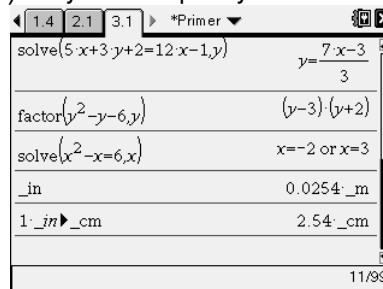 1.4 2.1 3.1 *Primer
solve(5·x+3·y+2=12·x−1,y) y=(7·x−3)/3
factor(y²−y−6,y) (y−3)·(y+2)
solve(x²−x=6,x) x=−2 or x=3
_in 0.0254·_m
1·_in▶_cm 2.54·_cm
11/99